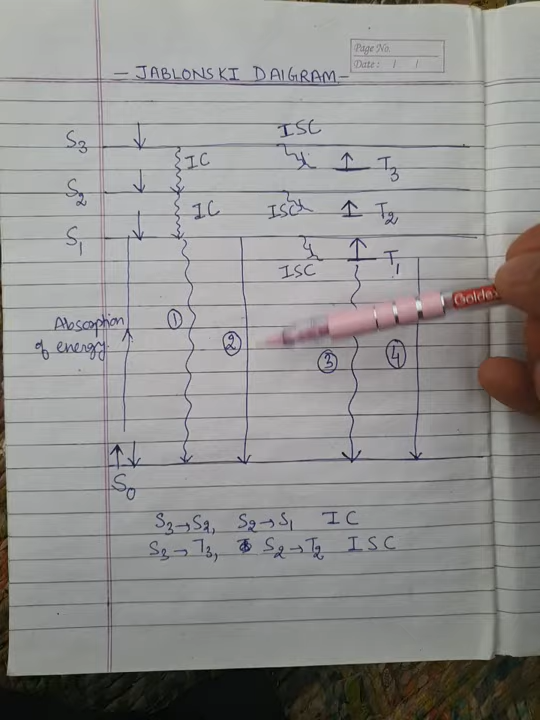 Page No.
Date: / /
- JABLONSKI DAIGRAM -
ISC
S3
IC
T3
S2
IC
ISC
T2
S1
ISC
T1
Absorption
of energy
1
2
3
4
Goldex
S0
S3→S2, S2→S1 IC
S3→T3, S2→T2 ISC